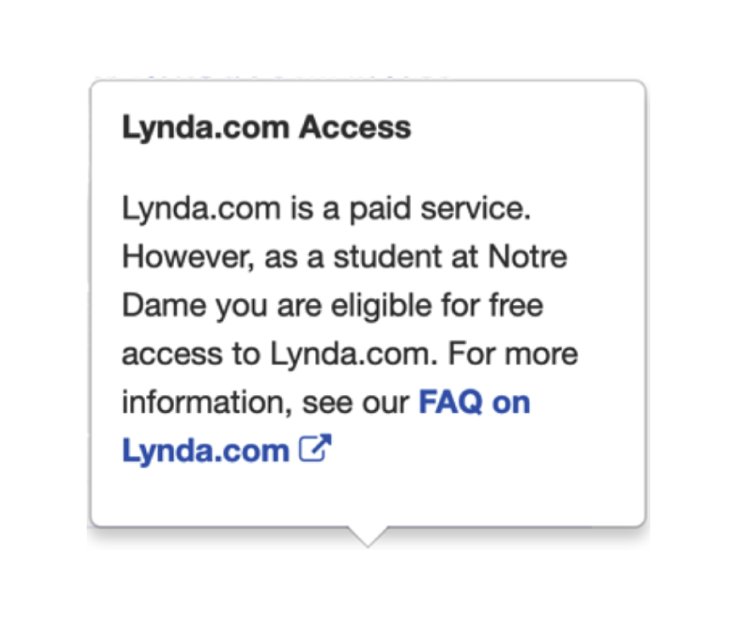 Lynda.com Access
Lynda.com is a paid service.
However, as a student at Notre
Dame you are eligible for free
access to Lynda.com. For more
information, see our FAQ on
Lynda.com